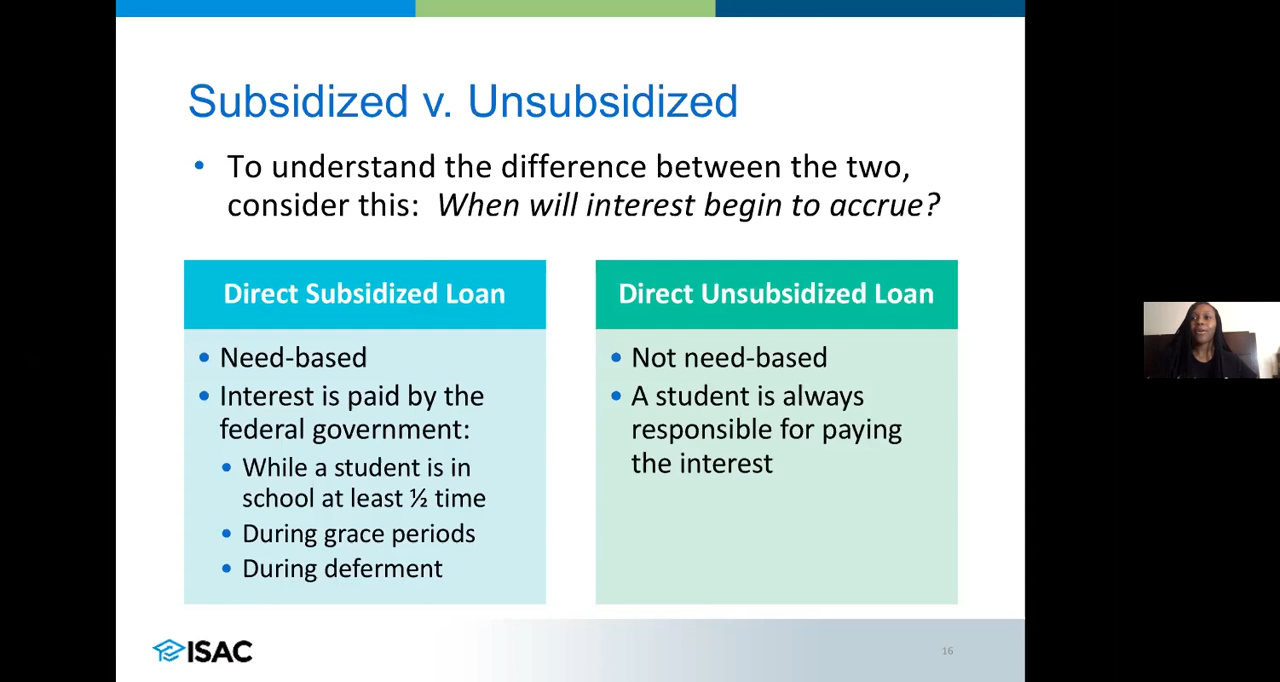 Subsidized v. Unsubsidized
• To understand the difference between the two,
consider this: When will interest begin to accrue?
Direct Subsidized Loan
• Need-based
• Interest is paid by the
federal government:
• While a student is in
school at least ½ time
• During grace periods
• During deferment
Direct Unsubsidized Loan
• Not need-based
• A student is always
responsible for paying
the interest
ISAC
16